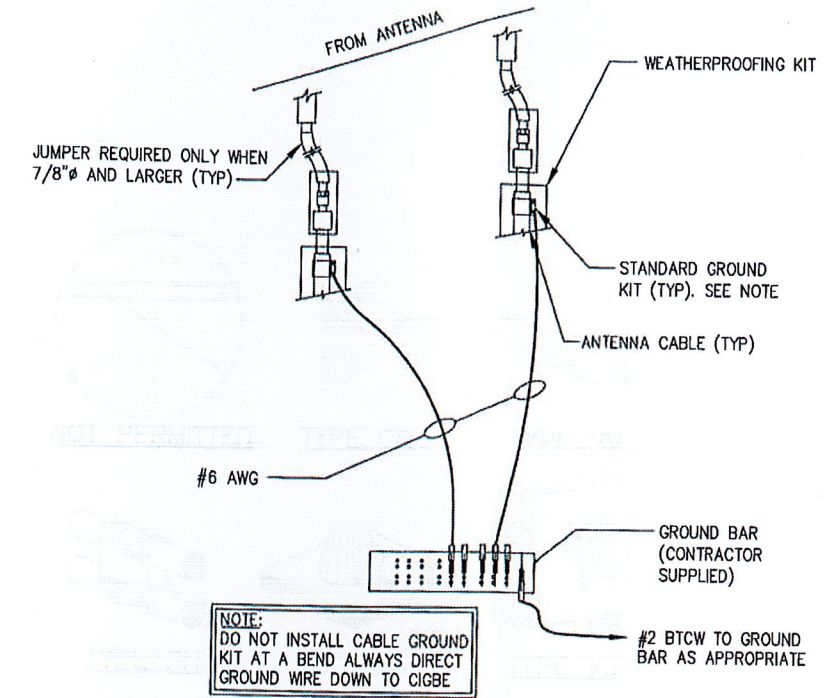 FROM ANTENNA
WEATHERPROOFING KIT
JUMPER REQUIRED ONLY WHEN
7/8"ø AND LARGER (TYP)
STANDARD GROUND
KIT (TYP). SEE NOTE
ANTENNA CABLE (TYP)
NOT PERMITTED
#6 AWG
GROUND BAR
(CONTRACTOR
SUPPLIED)
NOTE:
DO NOT INSTALL CABLE GROUND
KIT AT A BEND ALWAYS DIRECT
GROUND WIRE DOWN TO CIGBE
#2 BTCW TO GROUND
BAR AS APPROPRIATE